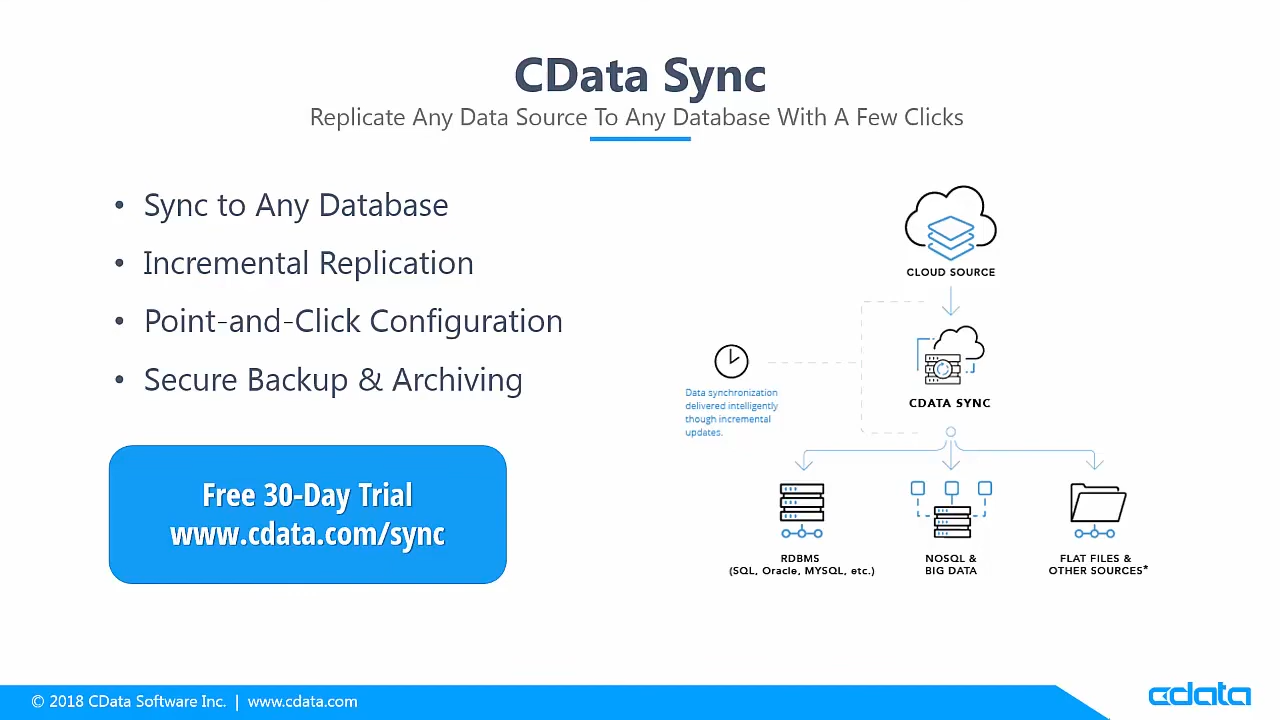 CData Sync
Replicate Any Data Source To Any Database With A Few Clicks
• Sync to Any Database
• Incremental Replication
• Point-and-Click Configuration
• Secure Backup & Archiving
Free 30-Day Trial
www.cdata.com/sync
CLOUD SOURCE
CDATA SYNC
Data synchronization
delivered intelligently
though incremental
updates.
RDBMS
(SQL, Oracle, MYSQL, etc.)
NOSQL &
BIG DATA
FLAT FILES &
OTHER SOURCES*
© 2018 CData Software Inc. | www.cdata.com
cdata